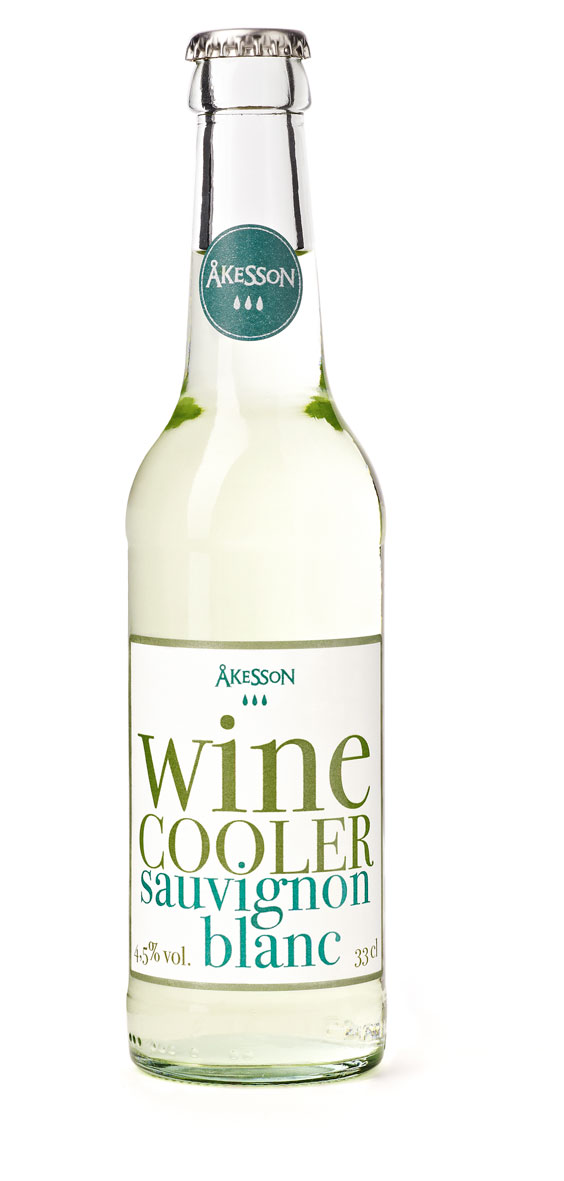 ÅKESSON
ÅKESSON
wine
COOLER
sauvignon
blanc
4,5% vol.
33 cl